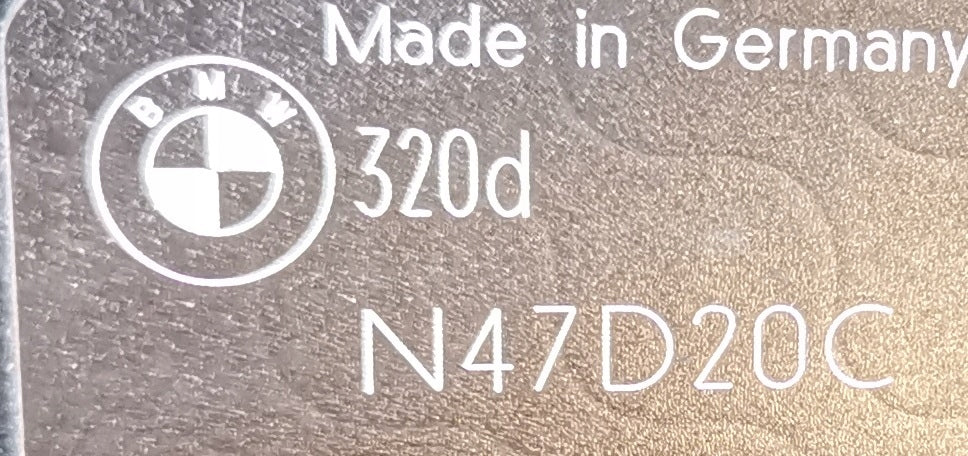 Made in Germany
BMW
320d
N47D20C